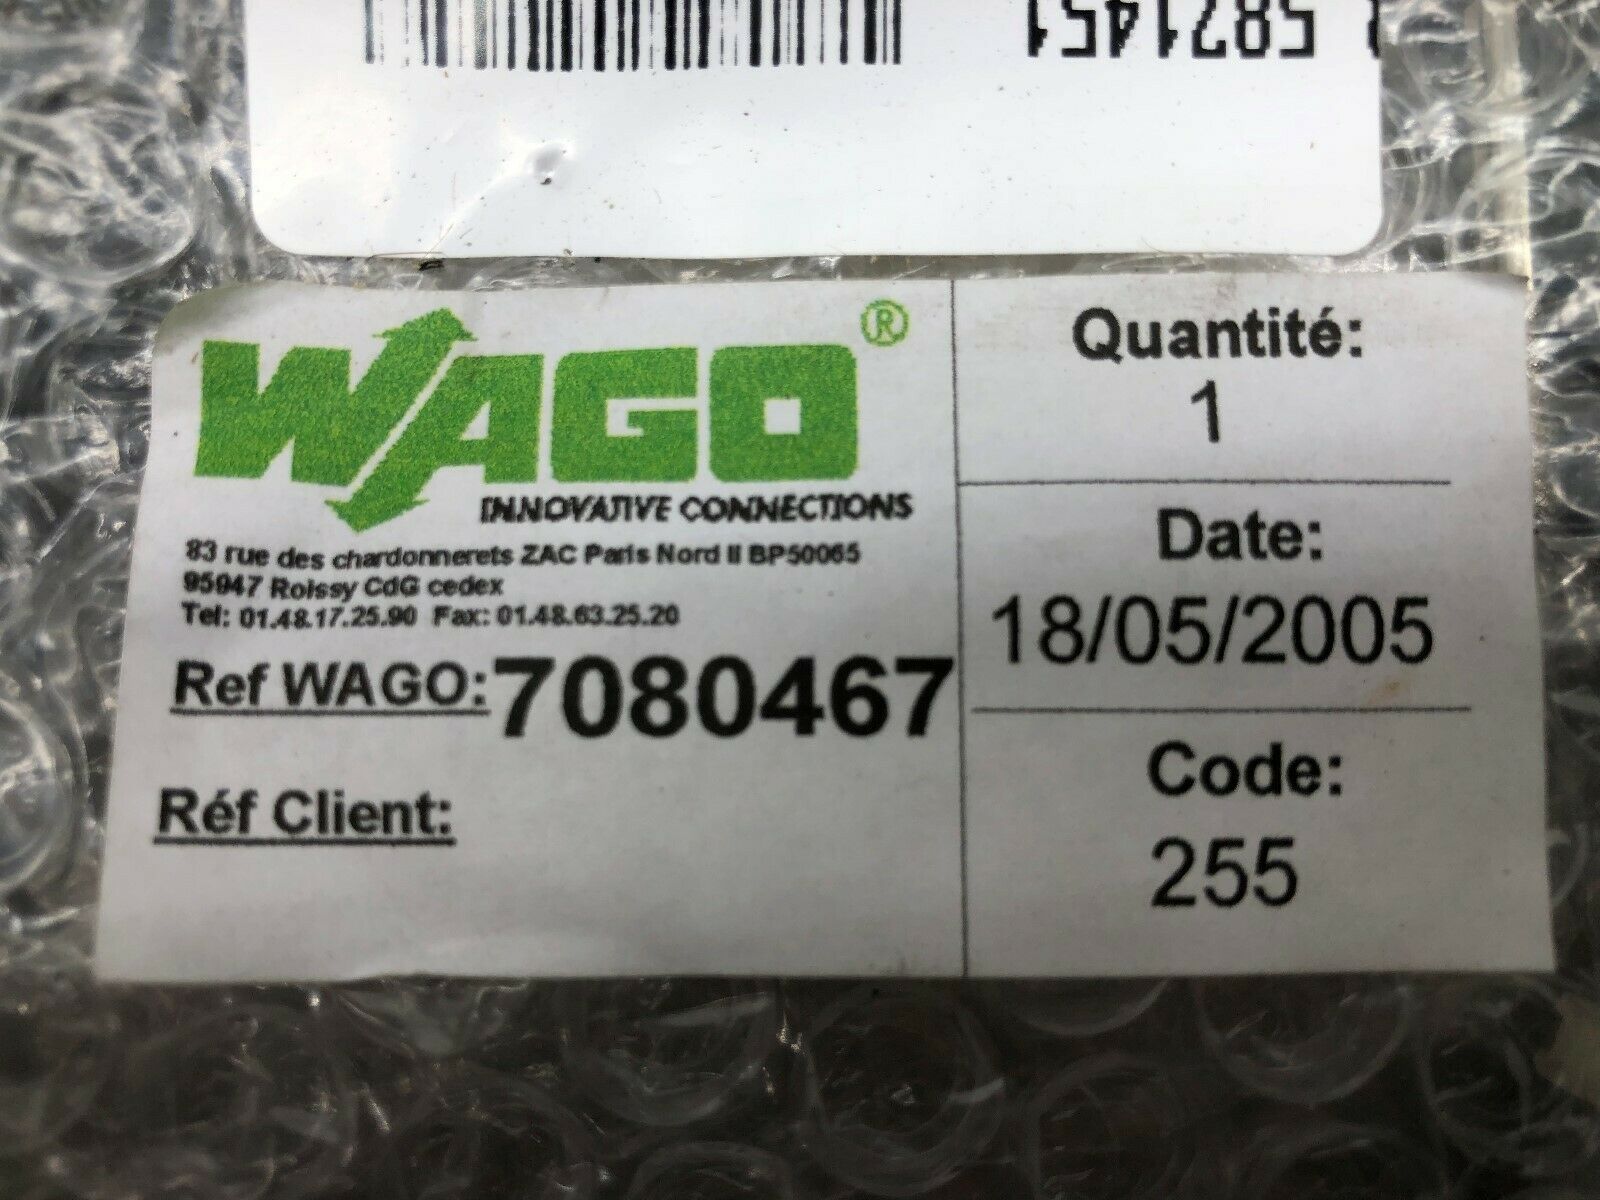 5821451
WAGO®
INNOVATIVE CONNECTIONS
83 rue des chardonnerets ZAC Paris Nord II BP50065
95947 Roissy CdG cedex
Tel: 01.48.17.25.90 Fax: 01.48.63.25.20
Ref WAGO: 7080467
Réf Client:
Quantité:
1
Date:
18/05/2005
Code:
255